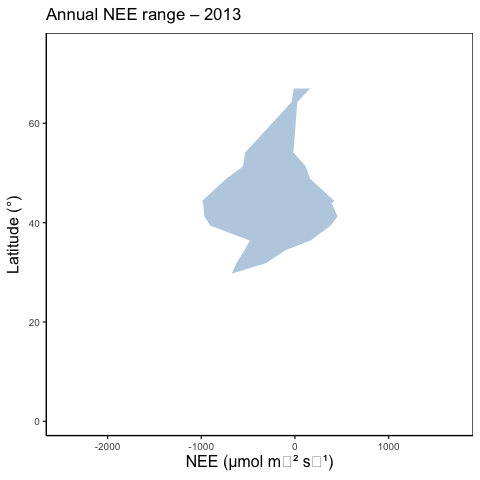 Annual NEE range – 2013
Latitude (°)
60
40
20
0
-2000 -1000 0 1000
NEE (μmol m□² s□¹)